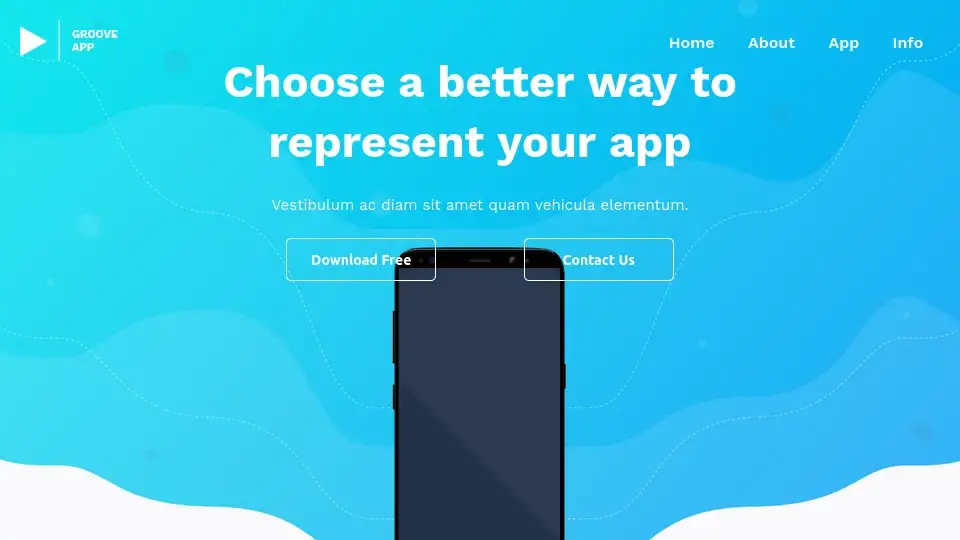 GROOVE
APP
Home
About
App
Info
Choose a better way to
represent your app
Vestibulum ac diam sit amet quam vehicula elementum.
Download Free
Contact Us